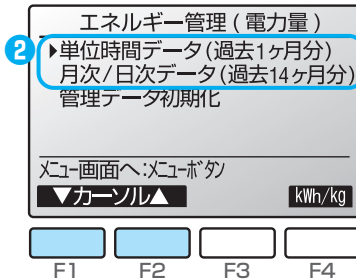 エネルギー管理(電力量)
2
▶単位時間データ(過去1ヶ月分)
月次/日次データ(過去14ヶ月分)
管理データ初期化
メニュー画面へ:メニューボタン
▼カーソル▲ kWh/kg
F1 F2 F3 F4